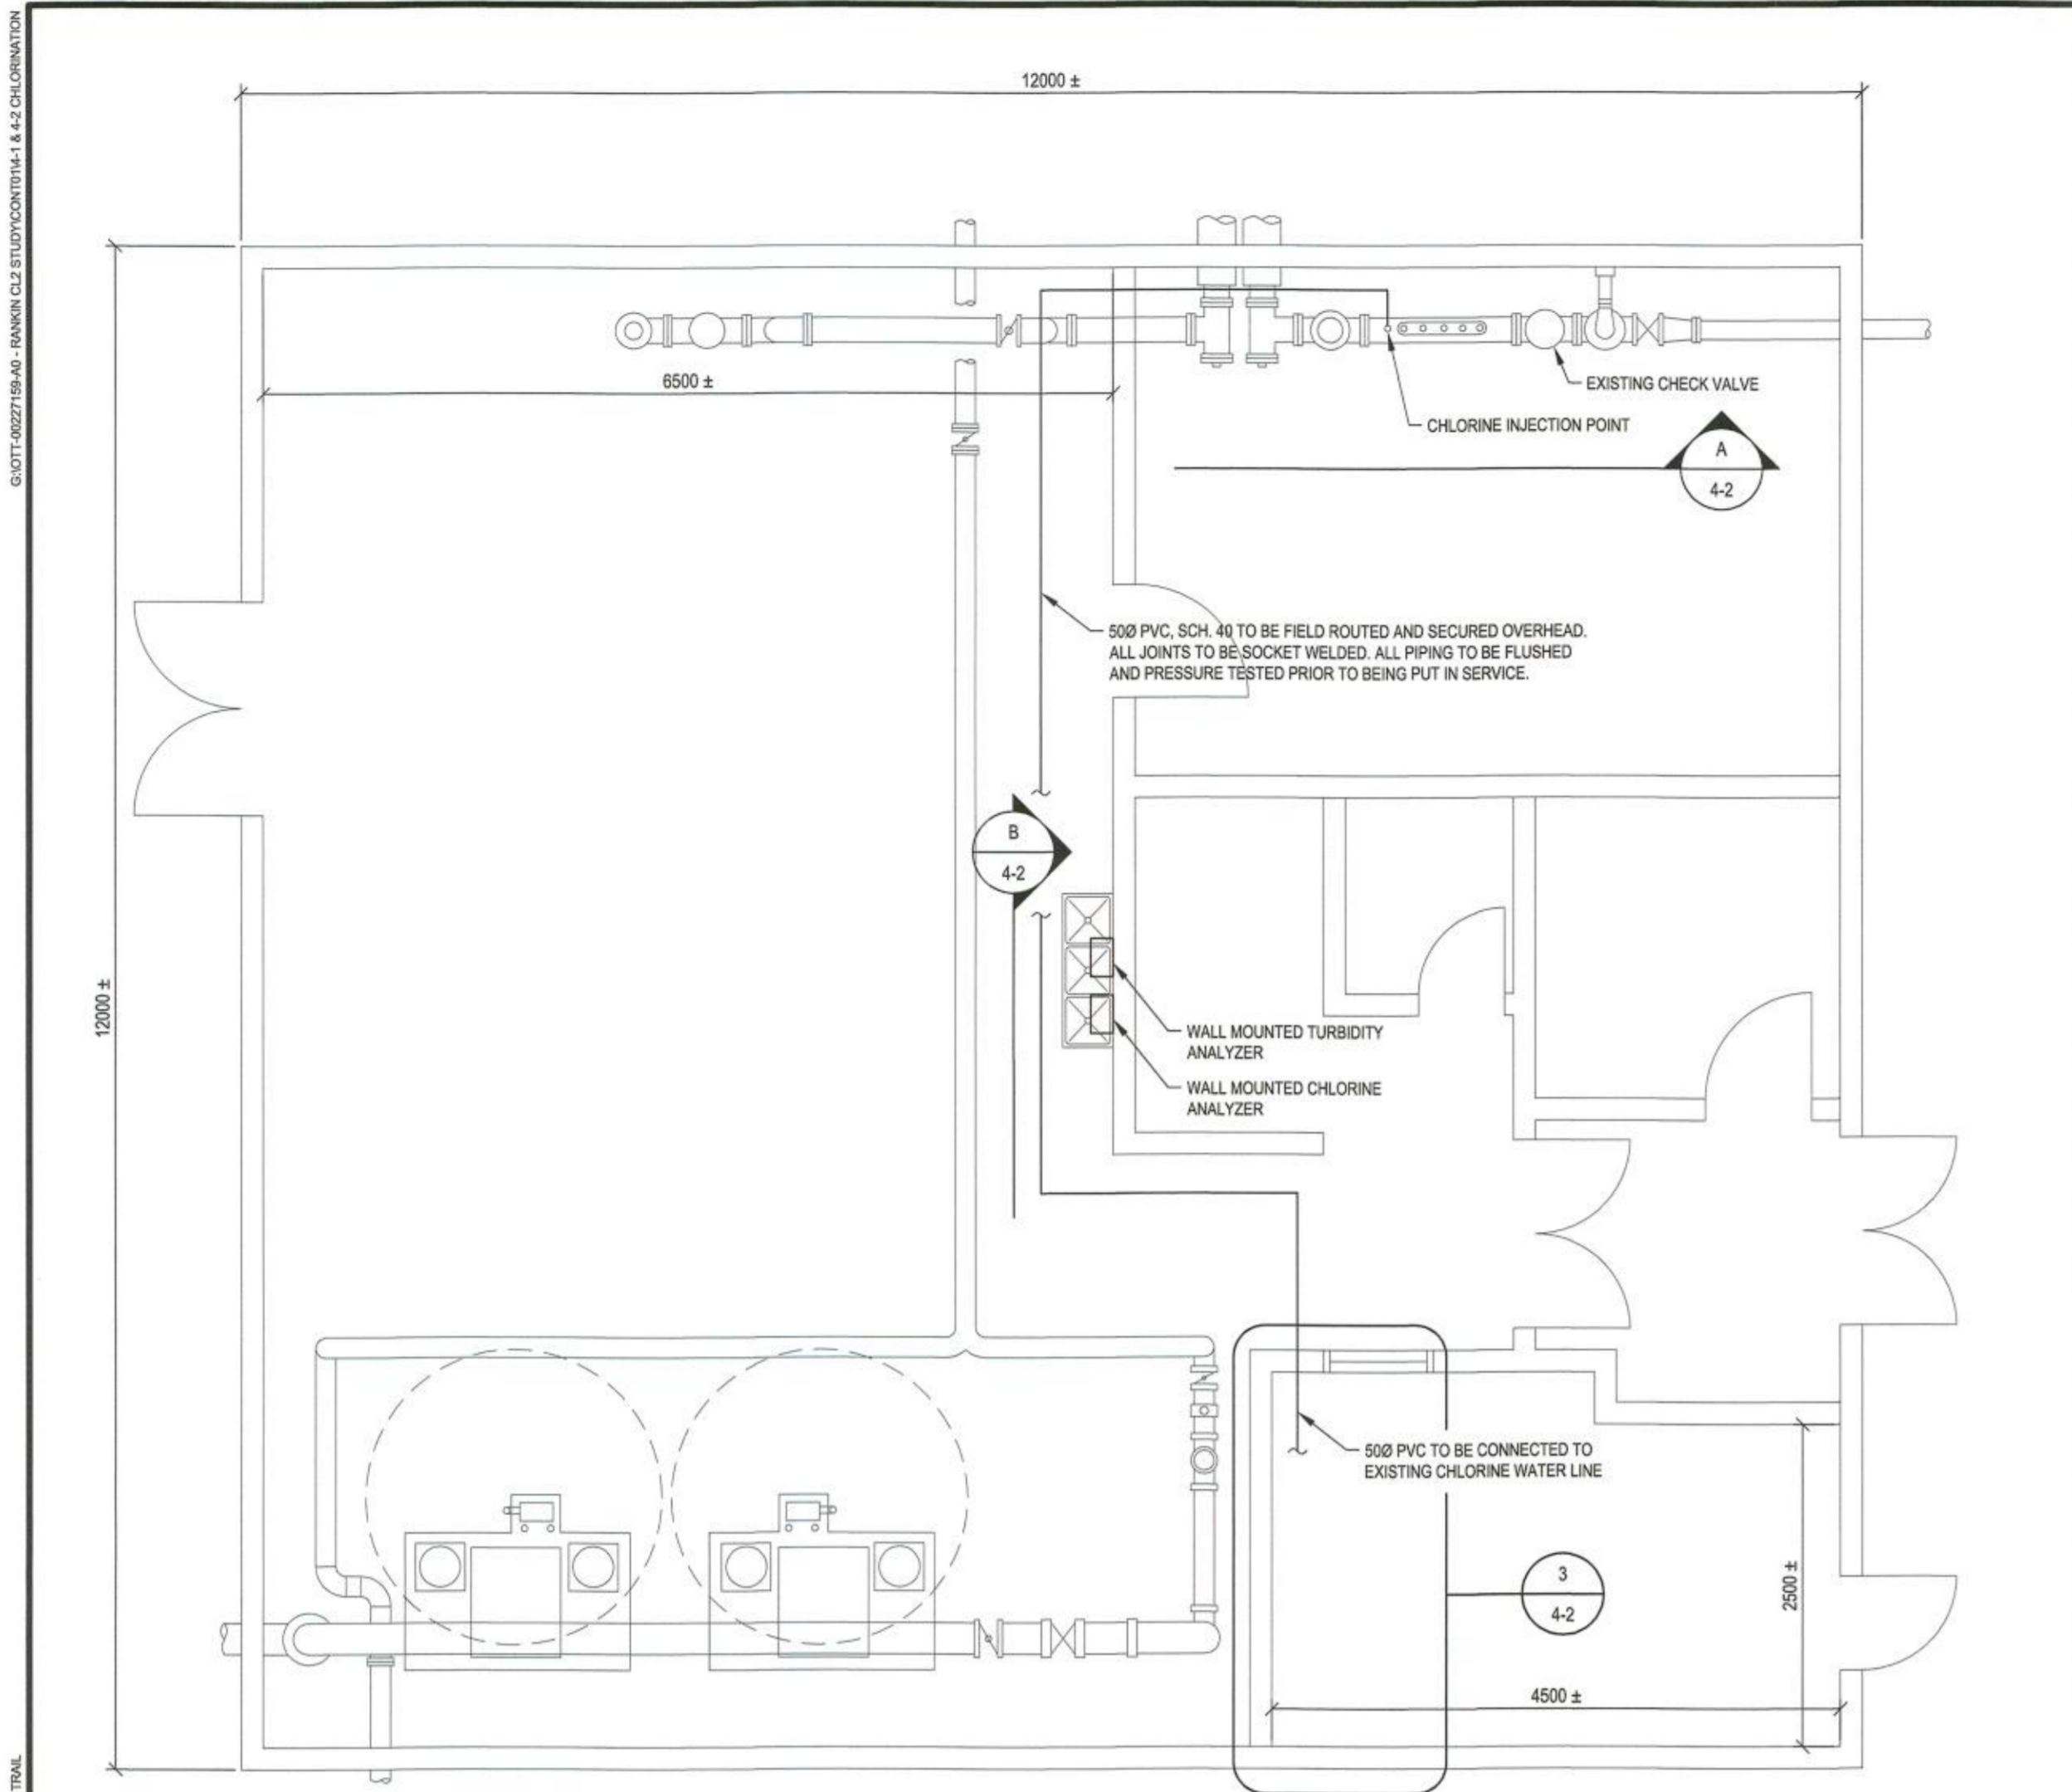 G:\OTT-00227159-A0 - RANKIN CL2 STUDY\CONT01\4-1 & 4-2 CHLORINATION
12000 ±
6500 ±
EXISTING CHECK VALVE
CHLORINE INJECTION POINT
A
4-2
50Ø PVC, SCH. 40 TO BE FIELD ROUTED AND SECURED OVERHEAD.
ALL JOINTS TO BE SOCKET WELDED. ALL PIPING TO BE FLUSHED
AND PRESSURE TESTED PRIOR TO BEING PUT IN SERVICE.
B
4-2
12000 ±
WALL MOUNTED TURBIDITY
ANALYZER
WALL MOUNTED CHLORINE
ANALYZER
50Ø PVC TO BE CONNECTED TO
EXISTING CHLORINE WATER LINE
3
4-2
2500 ±
4500 ±
TRAIL